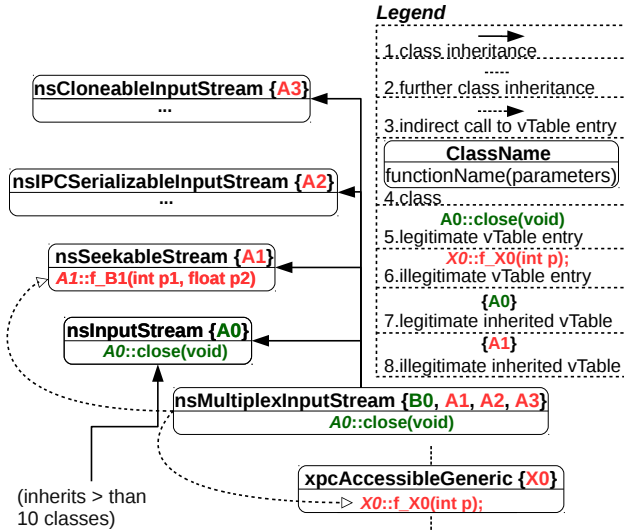 nsCloneableInputStream {A3}
...
nsIPCSerializableInputStream {A2}
...
nsSeekableStream {A1}
A1::f_B1(int p1, float p2)
nsInputStream {A0}
A0::close(void)
nsMultiplexInputStream {B0, A1, A2, A3}
A0::close(void)
xpcAccessibleGeneric {X0}
X0::f_X0(int p);
(inherits > than
10 classes)
Legend
1.class inheritance
2.further class inheritance
3.indirect call to vTable entry
ClassName
functionName(parameters)
4.class
A0::close(void)
5.legitimate vTable entry
X0::f_X0(int p);
6.illegitimate vTable entry
{A0}
7.legitimate inherited vTable
{A1}
8.illegitimate inherited vTable